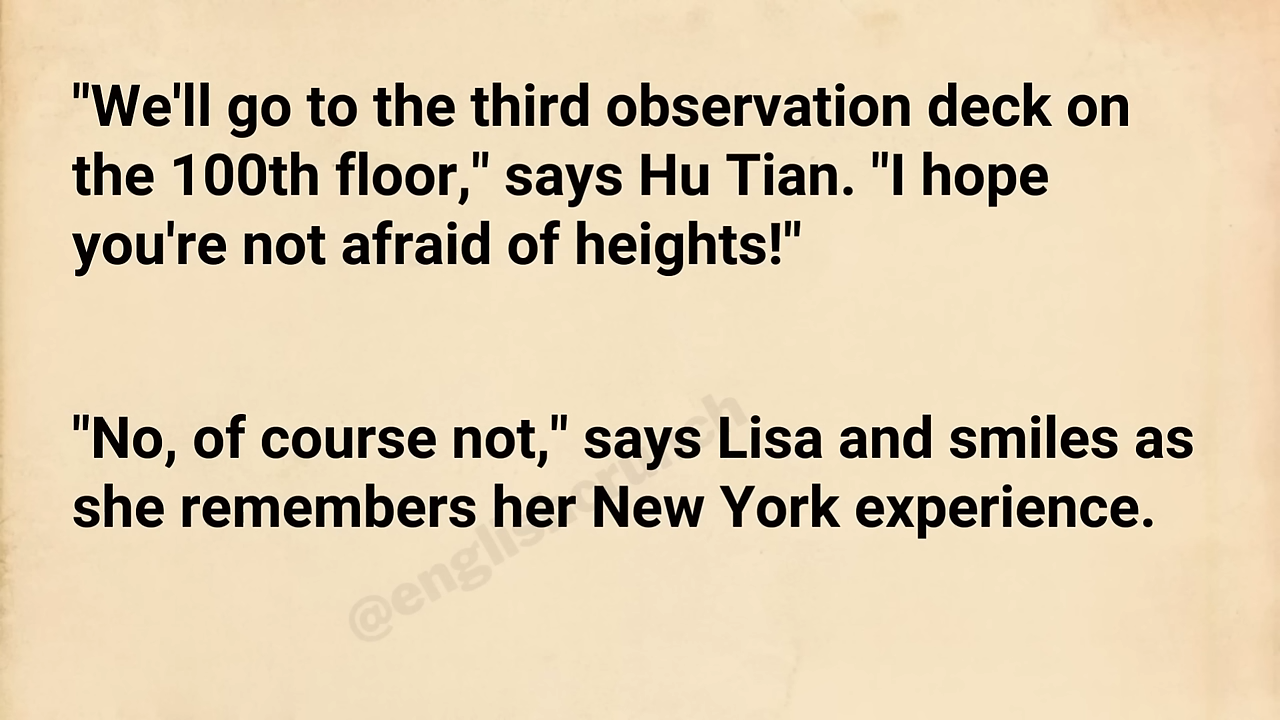 "We'll go to the third observation deck on
the 100th floor," says Hu Tian. "I hope
you're not afraid of heights!"
"No, of course not," says Lisa and smiles as
she remembers her New York experience.